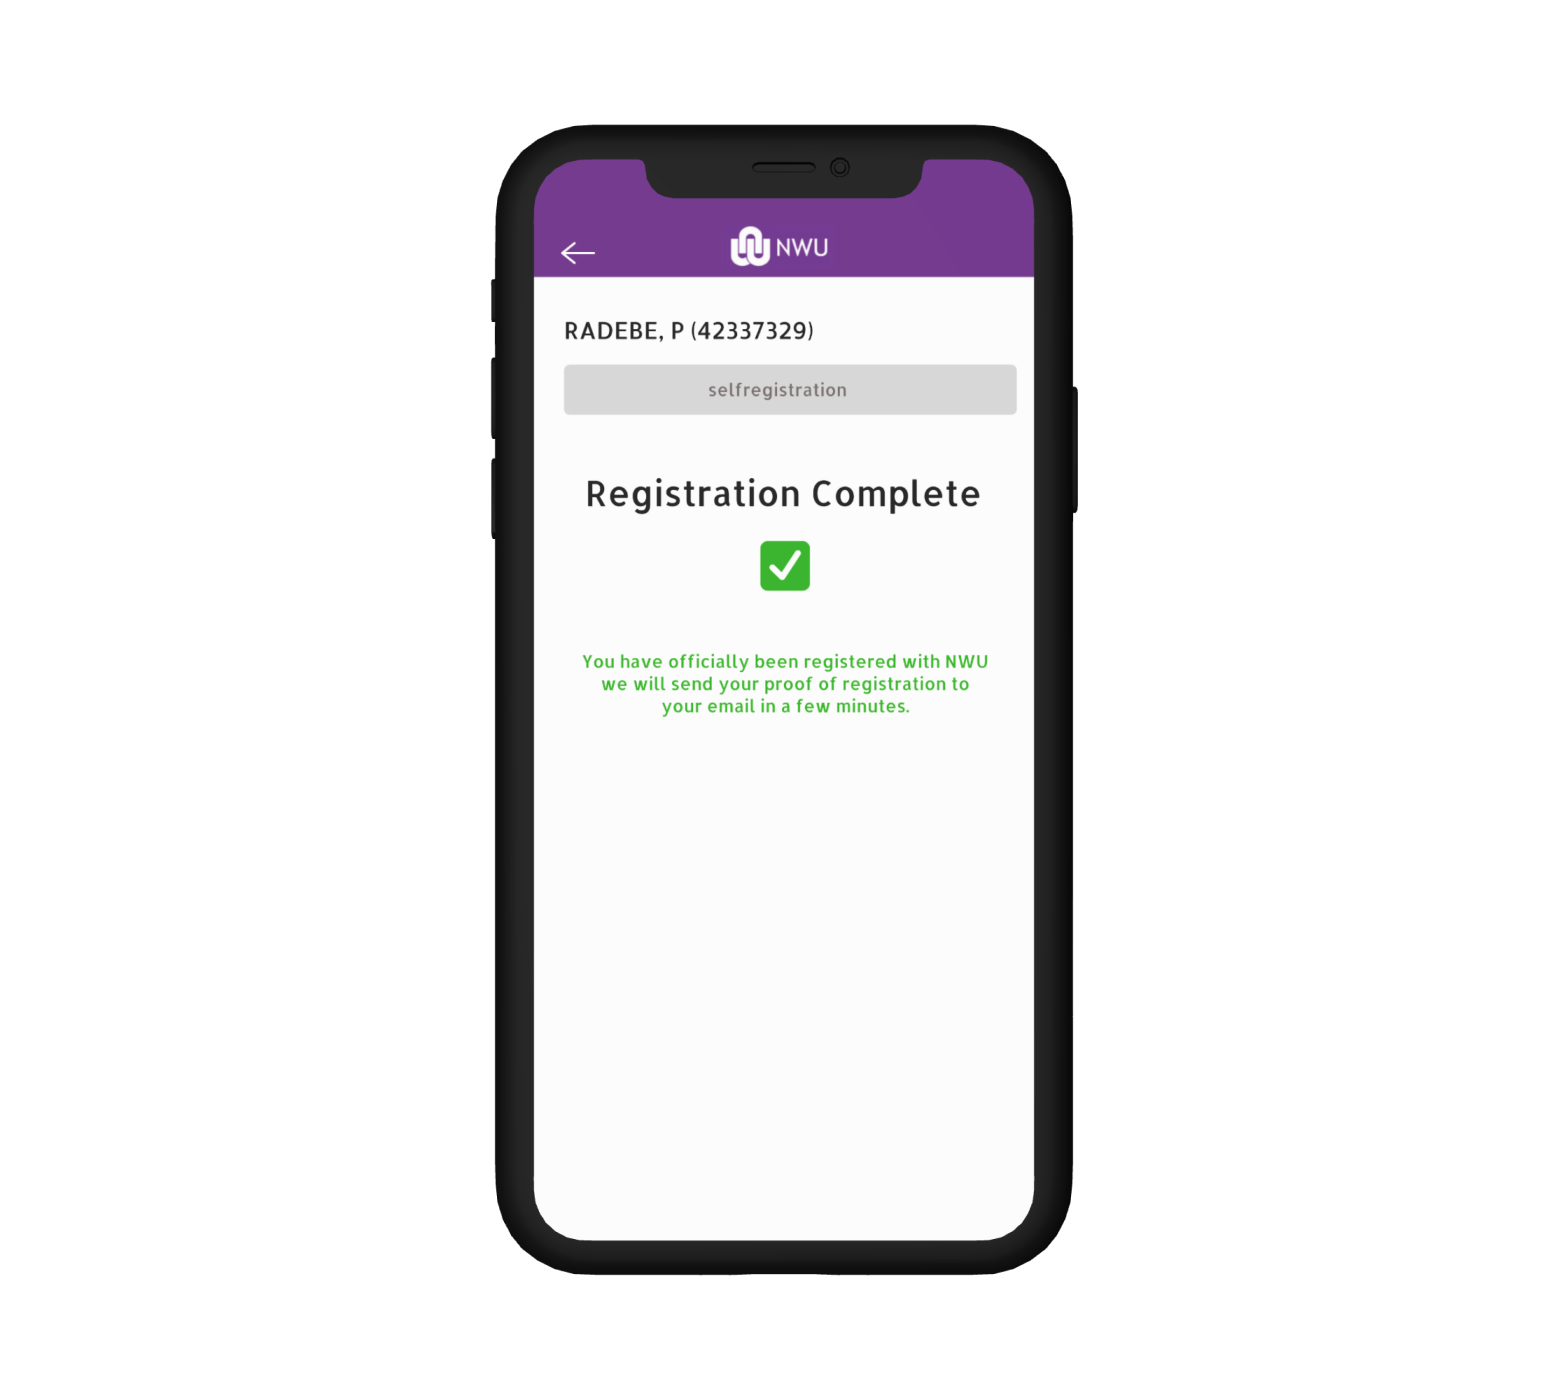 NWU
RADEBE, P (42337329)
selfregistration
Registration Complete
You have officially been registered with NWU
we will send your proof of registration to
your email in a few minutes.